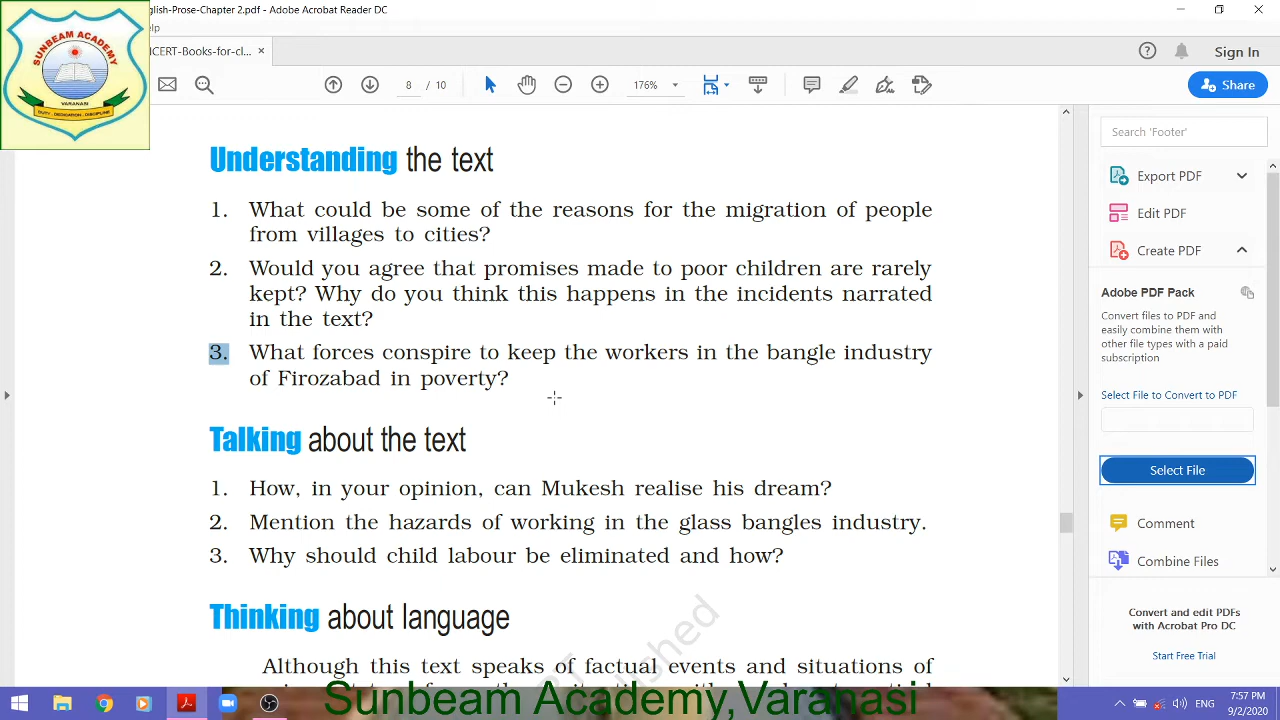 nglish-Prose-Chapter 2.pdf - Adobe Acrobat Reader DC
elp
SUNBEAM ACADEMY
VARANASI
DUTY - DEDICATION - DISCIPLINE
ICERT-Books-for-cl... ×
Sign In
8 / 10
176%
Share
Understanding the text
1. What could be some of the reasons for the migration of people
from villages to cities?
2. Would you agree that promises made to poor children are rarely
kept? Why do you think this happens in the incidents narrated
in the text?
3. What forces conspire to keep the workers in the bangle industry
of Firozabad in poverty?
Talking about the text
1. How, in your opinion, can Mukesh realise his dream?
2. Mention the hazards of working in the glass bangles industry.
3. Why should child labour be eliminated and how?
Thinking about language
Although this text speaks of factual events and situations of
Search 'Footer'
Export PDF
Edit PDF
Create PDF
Adobe PDF Pack
Convert files to PDF and
easily combine them with
other file types with a paid
subscription
Select File to Convert to PDF
Select File
Comment
Combine Files
Convert and edit PDFs
with Acrobat Pro DC
Start Free Trial
Sunbeam Academy,Varanasi
ENG
7:57 PM
9/2/2020